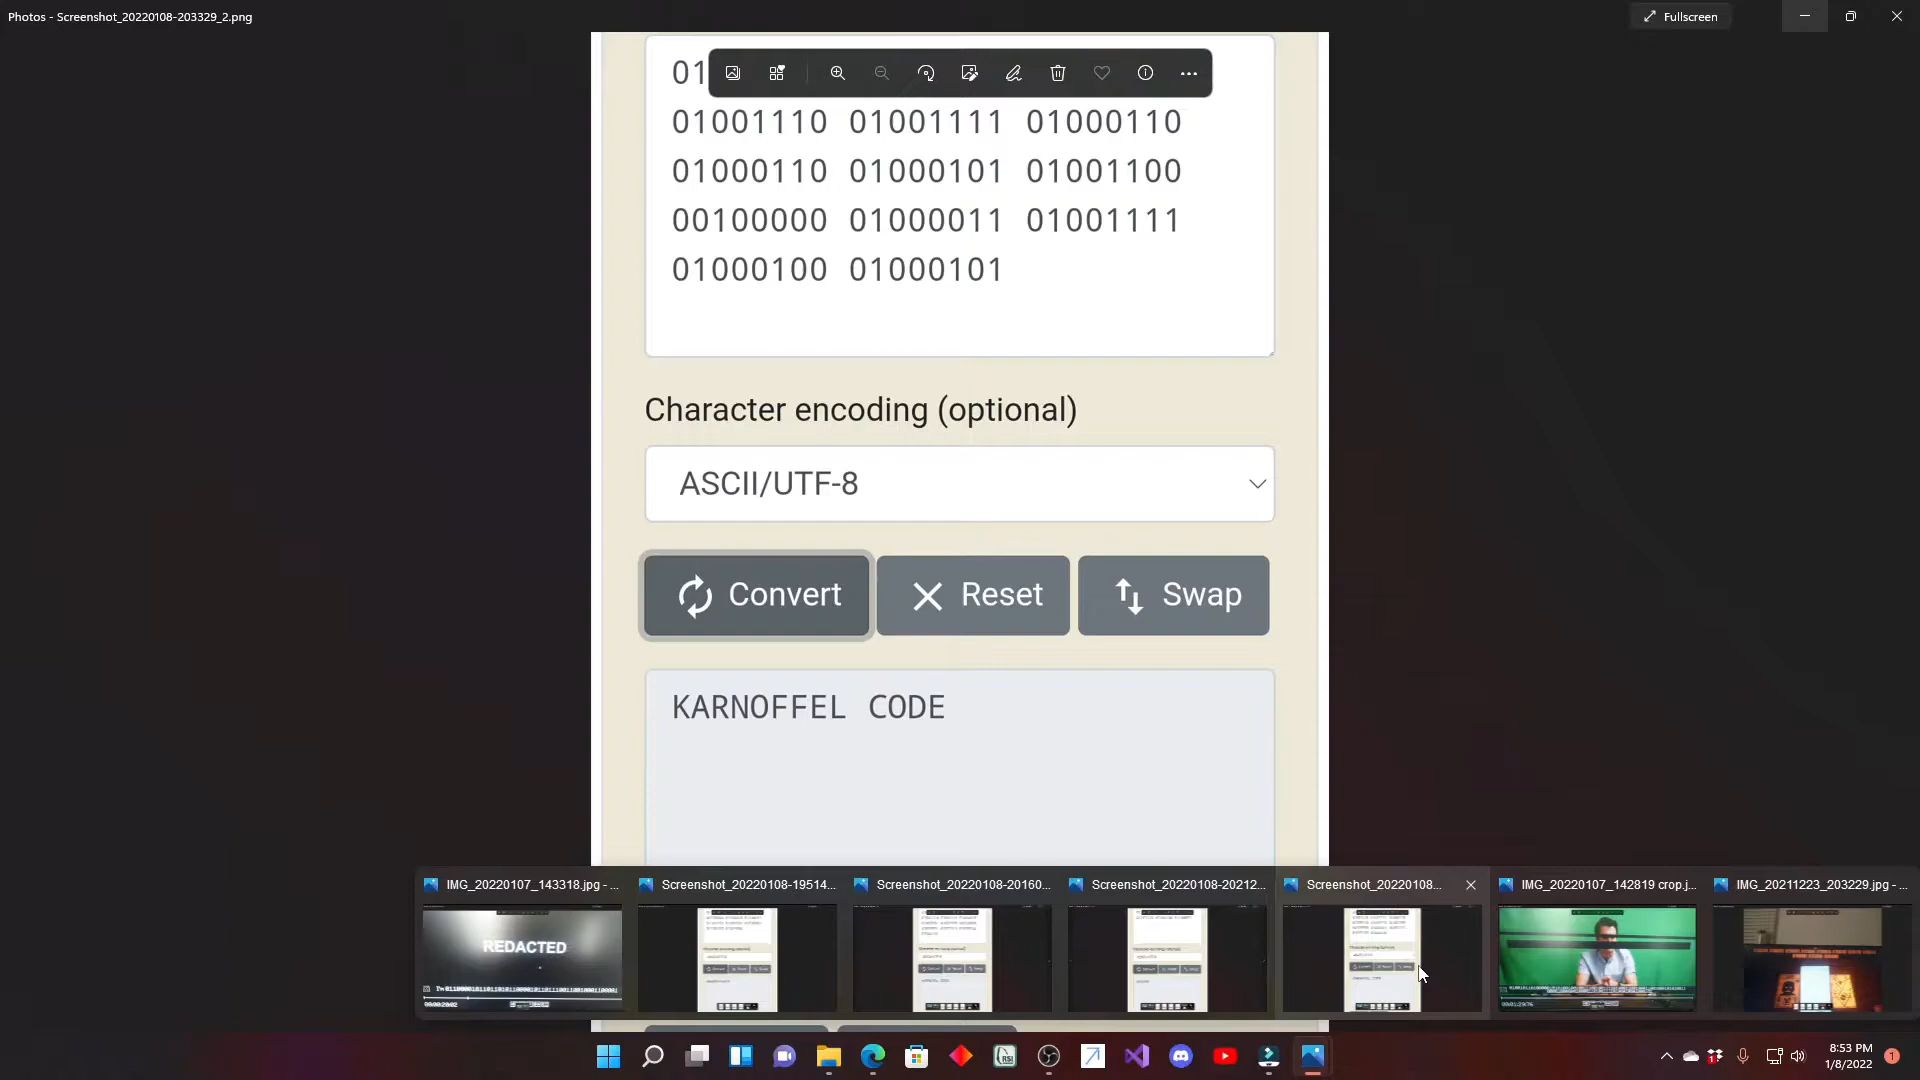 Photos - Screenshot_20220108-203329_2.png
Fullscreen
01
01001110 01001111 01000110
01000110 01000101 01001100
00100000 01000011 01001111
01000100 01000101
Character encoding (optional)
ASCII/UTF-8
Convert Reset Swap
KARNOFFEL CODE
IMG_20220107_143318.jpg - ... Screenshot_20220108-19514... Screenshot_20220108-20160... Screenshot_20220108-20212... Screenshot_20220108... IMG_20220107_142819 crop.j... IMG_20211223_203229.jpg - ...
REDACTED
RSI
8:53 PM
1/8/2022
1